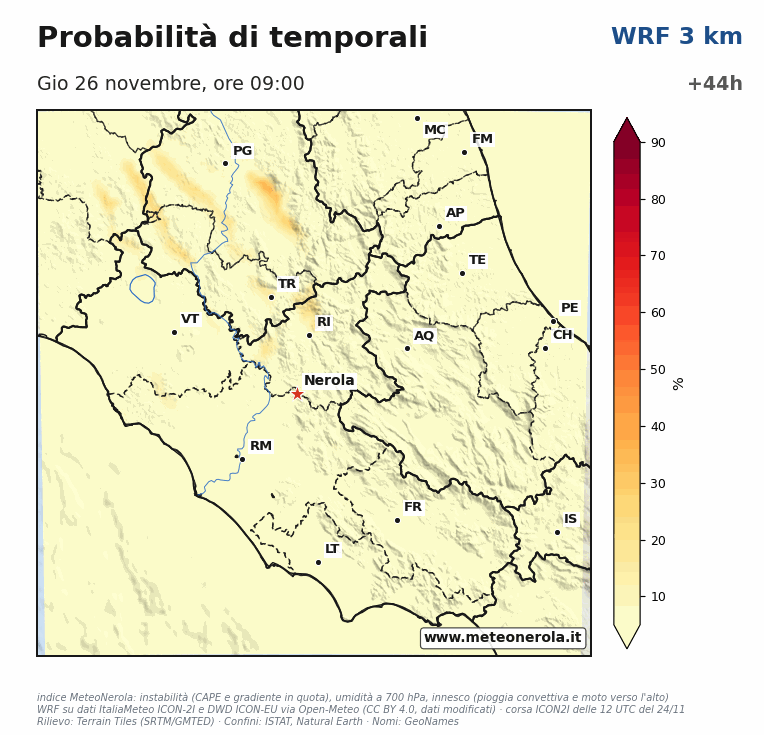 Probabilità di temporali
WRF 3 km
Gio 26 novembre, ore 09:00
+44h
MC
FM
PG
AP
TE
TR
PE
VT
RI
AQ
CH
Nerola
RM
FR
IS
LT
www.meteonerola.it
90
80
70
60
50
40
30
20
10
%
indice MeteoNerola: instabilità (CAPE e gradiente in quota), umidità a 700 hPa, innesco (pioggia convettiva e moto verso l'alto)
WRF su dati ItaliaMeteo ICON-2I e DWD ICON-EU via Open-Meteo (CC BY 4.0, dati modificati) · corsa ICON2I delle 12 UTC del 24/11
Rilievo: Terrain Tiles (SRTM/GMTED) · Confini: ISTAT, Natural Earth · Nomi: GeoNames